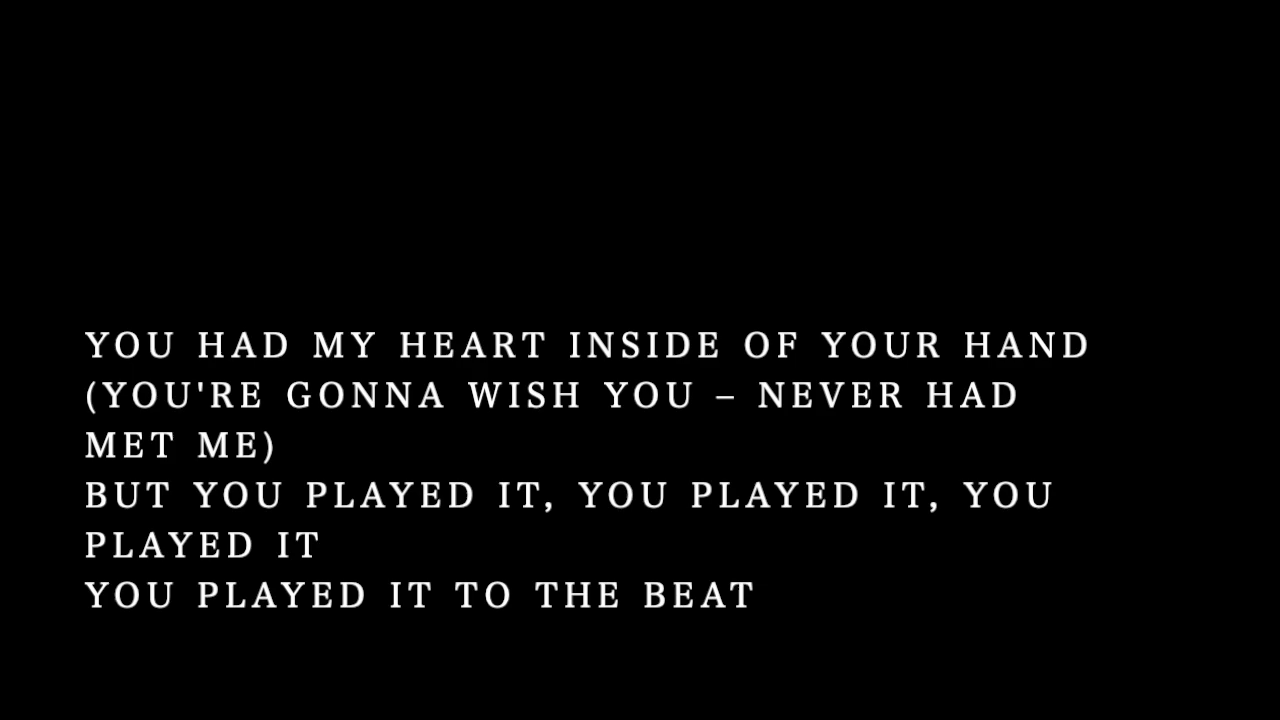 YOU HAD MY HEART INSIDE OF YOUR HAND
(YOU'RE GONNA WISH YOU – NEVER HAD
MET ME)
BUT YOU PLAYED IT, YOU PLAYED IT, YOU
PLAYED IT
YOU PLAYED IT TO THE BEAT